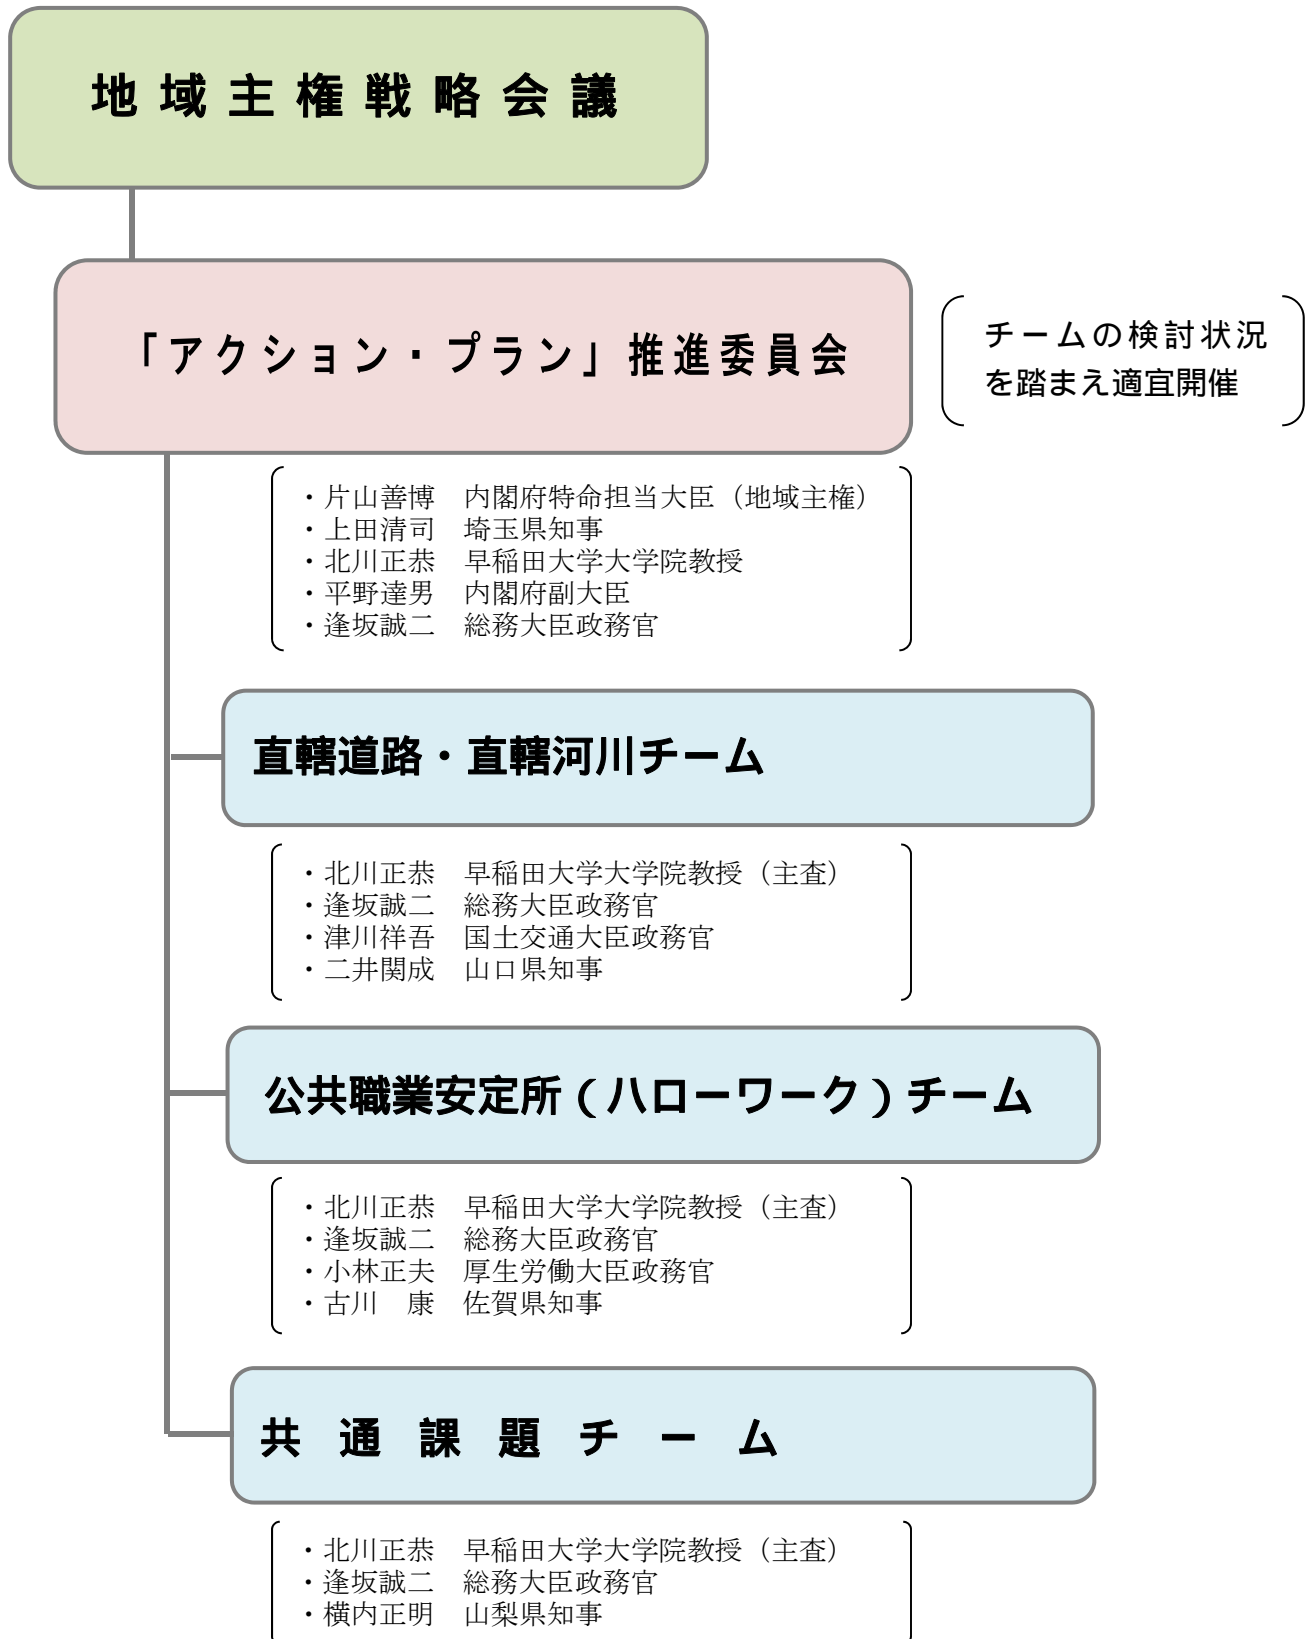 地域主権戦略会議
「アクション・プラン」推進委員会
チームの検討状況
を踏まえ適宜開催
・片山善博　内閣府特命担当大臣（地域主権）
・上田清司　埼玉県知事
・北川正恭　早稲田大学大学院教授
・平野達男　内閣府副大臣
・逢坂誠二　総務大臣政務官
直轄道路・直轄河川チーム
・北川正恭　早稲田大学大学院教授（主査）
・逢坂誠二　総務大臣政務官
・津川祥吾　国土交通大臣政務官
・二井関成　山口県知事
公共職業安定所（ハローワーク）チーム
・北川正恭　早稲田大学大学院教授（主査）
・逢坂誠二　総務大臣政務官
・小林正夫　厚生労働大臣政務官
・古川　康　佐賀県知事
共通課題チーム
・北川正恭　早稲田大学大学院教授（主査）
・逢坂誠二　総務大臣政務官
・横内正明　山梨県知事